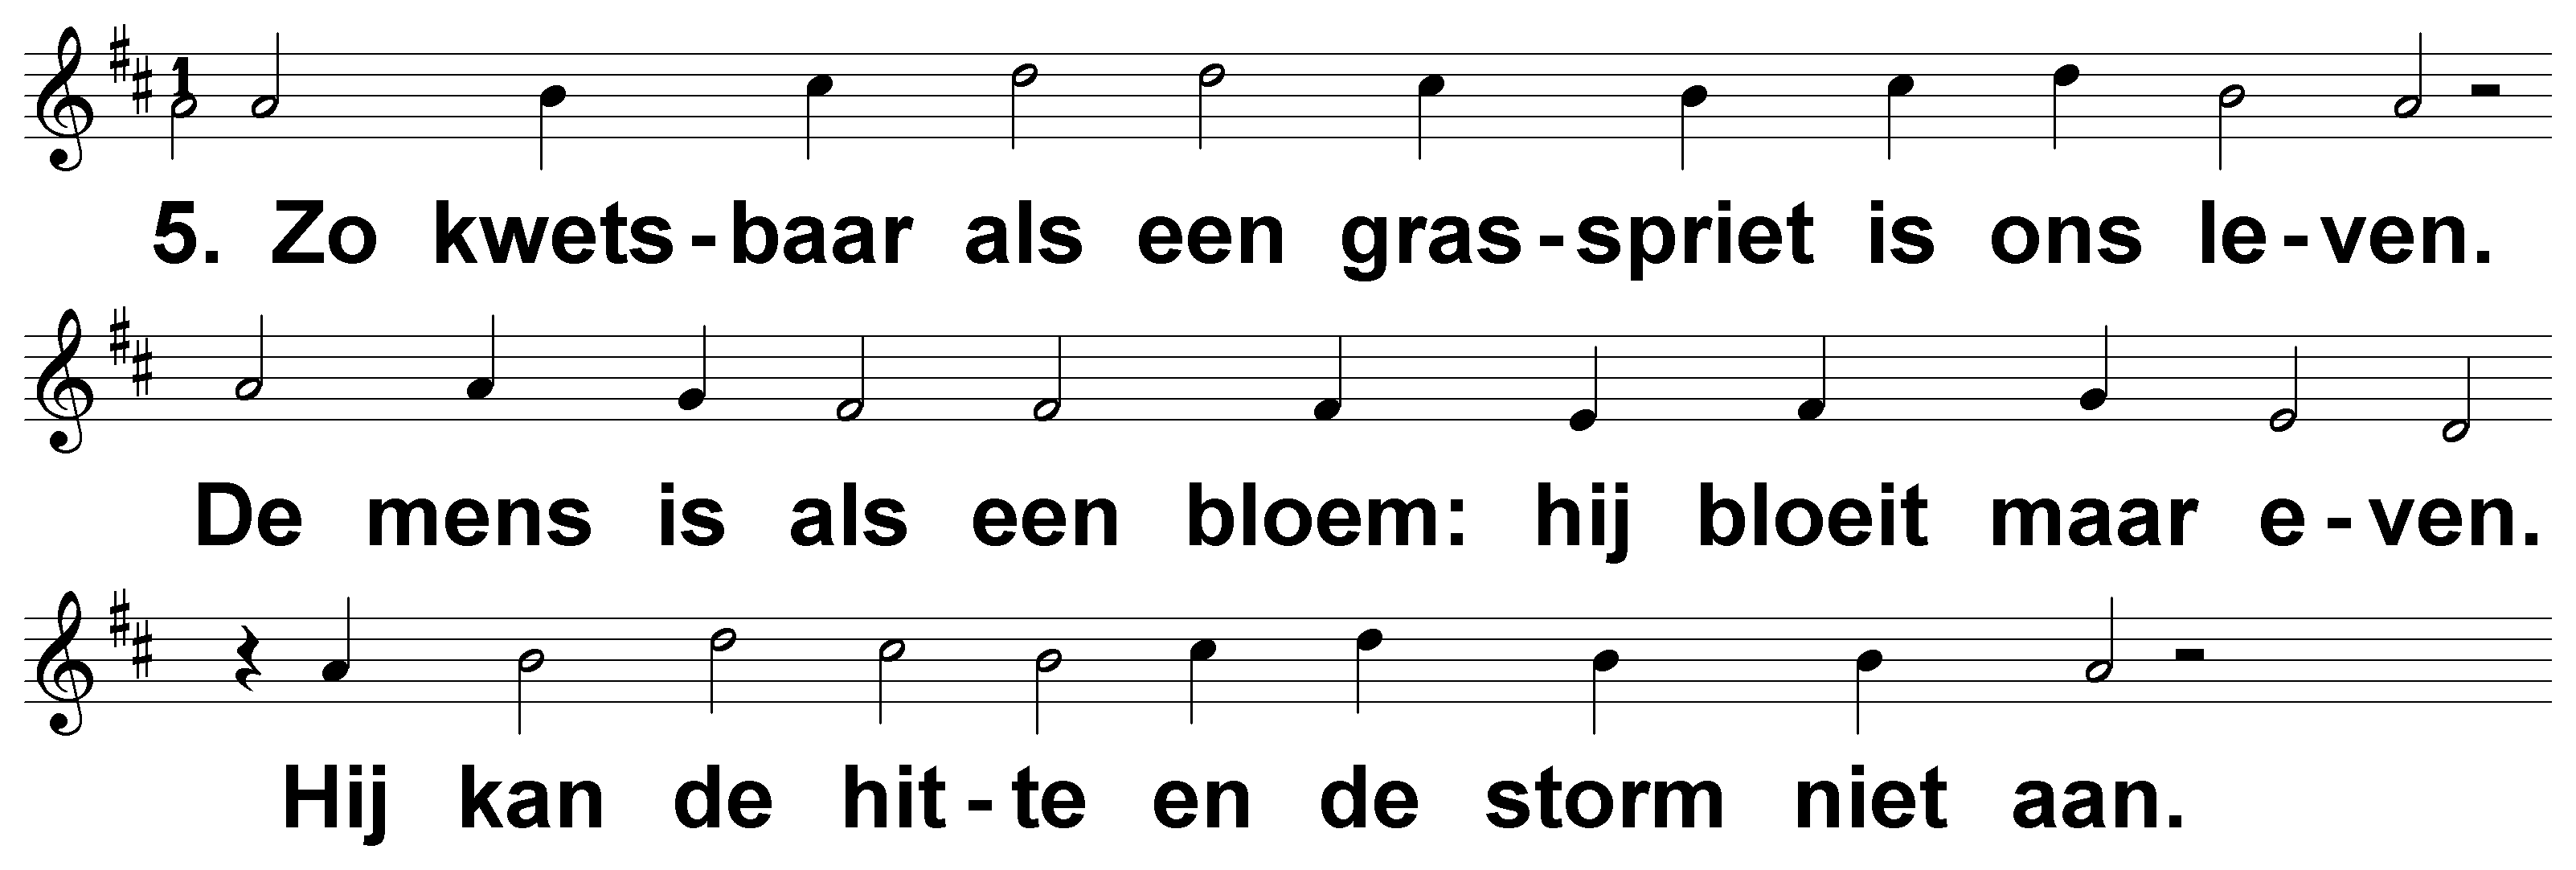 5. Zo kwets-baar als een gras-spriet is ons le-ven.
De mens is als een bloem: hij bloeit maar e-ven.
Hij kan de hit-te en de storm niet aan.